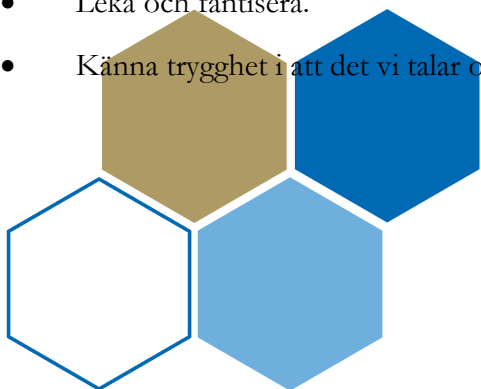 • Leka och fantisera.
• Känna trygghet i att det vi talar